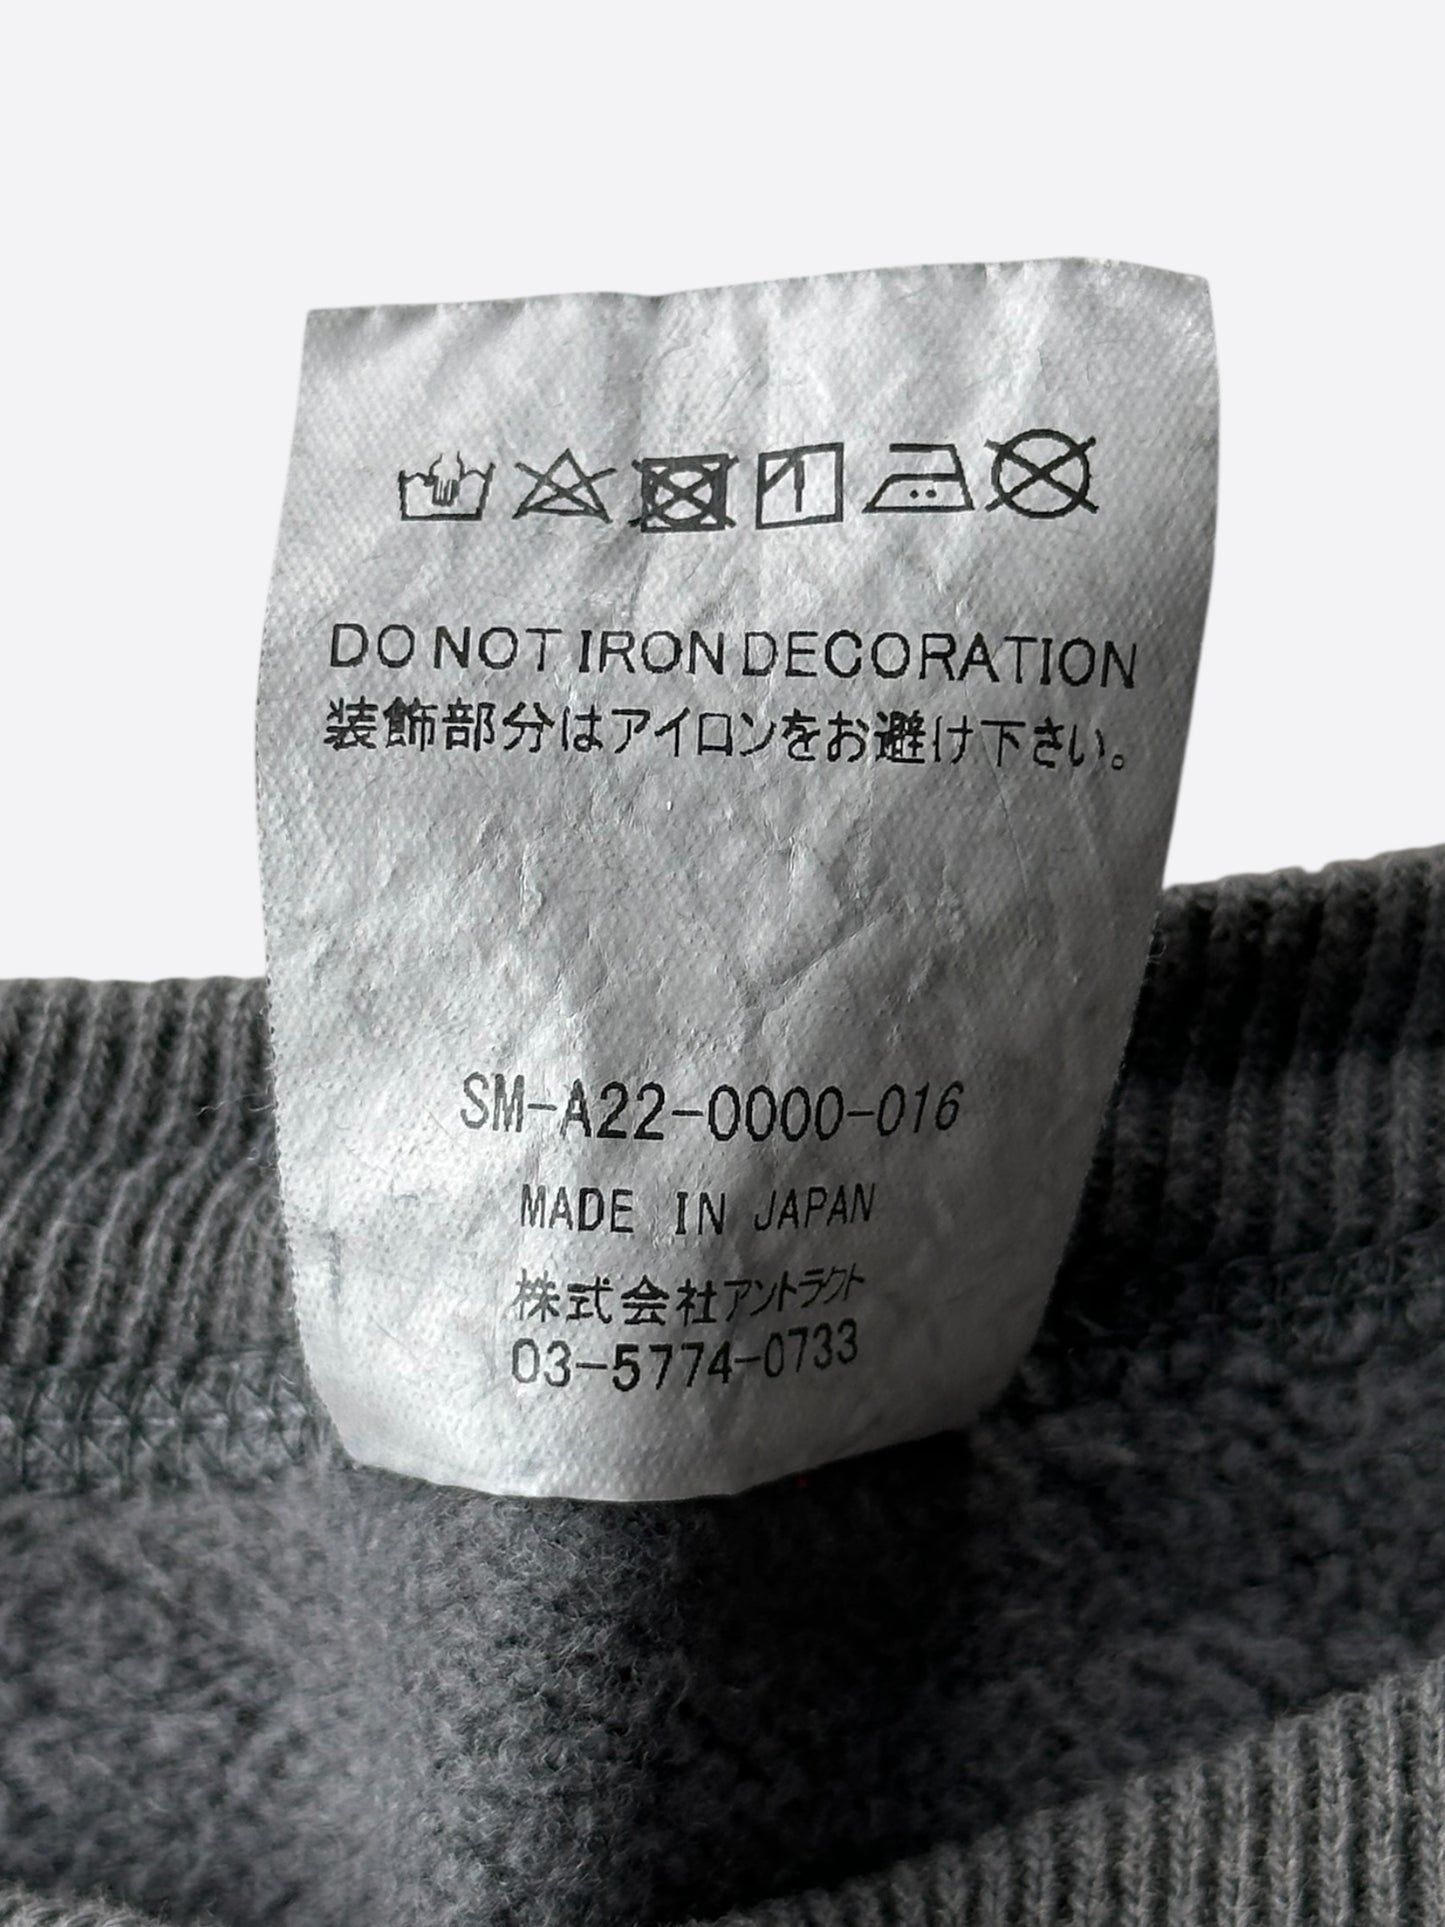 DO NOT IRON DECORATION
装飾部分はアイロンをお避け下さい。
SM-A22-0000-016
MADE IN JAPAN
株式会社アントラクト
03-5774-0733